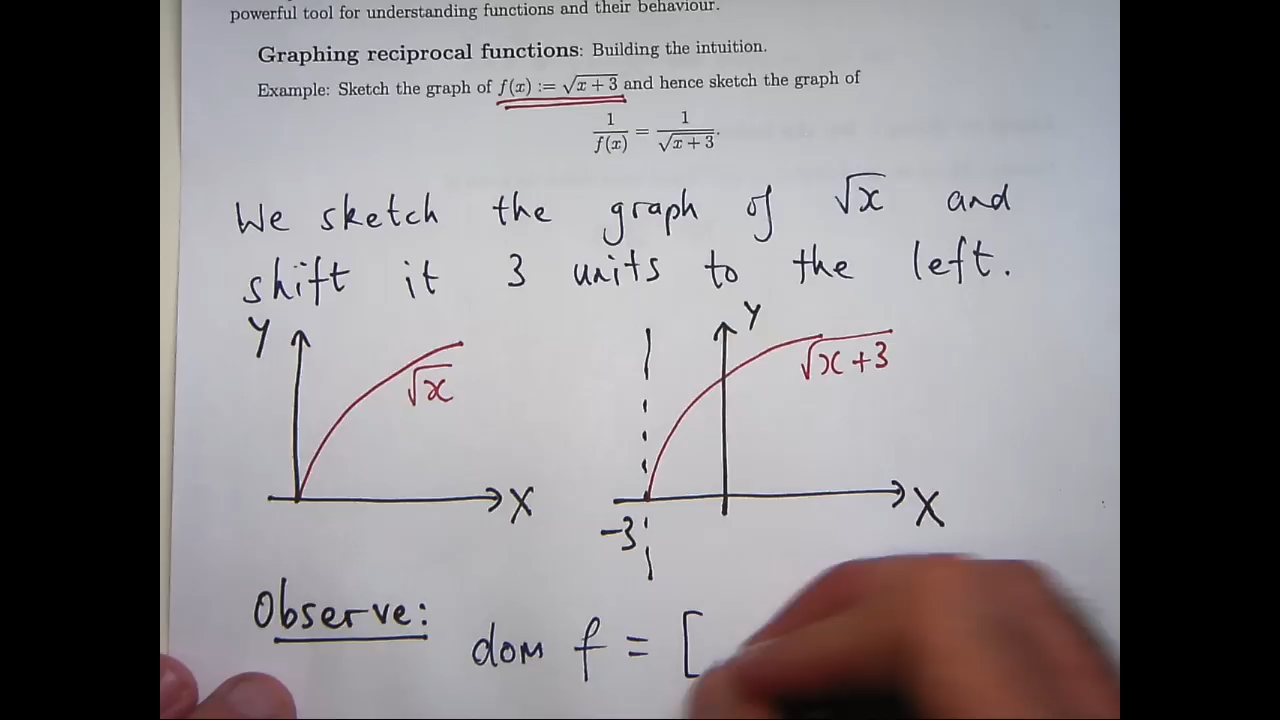 powerful tool for understanding functions and their behaviour.
Graphing reciprocal functions: Building the intuition.
Example: Sketch the graph of f(x) := √(x + 3) and hence sketch the graph of
1/f(x) = 1/√(x + 3).
We sketch the graph of √x and
shift it 3 units to the left.
Y √x X
Y √(x+3) X -3
Observe: dom f = [